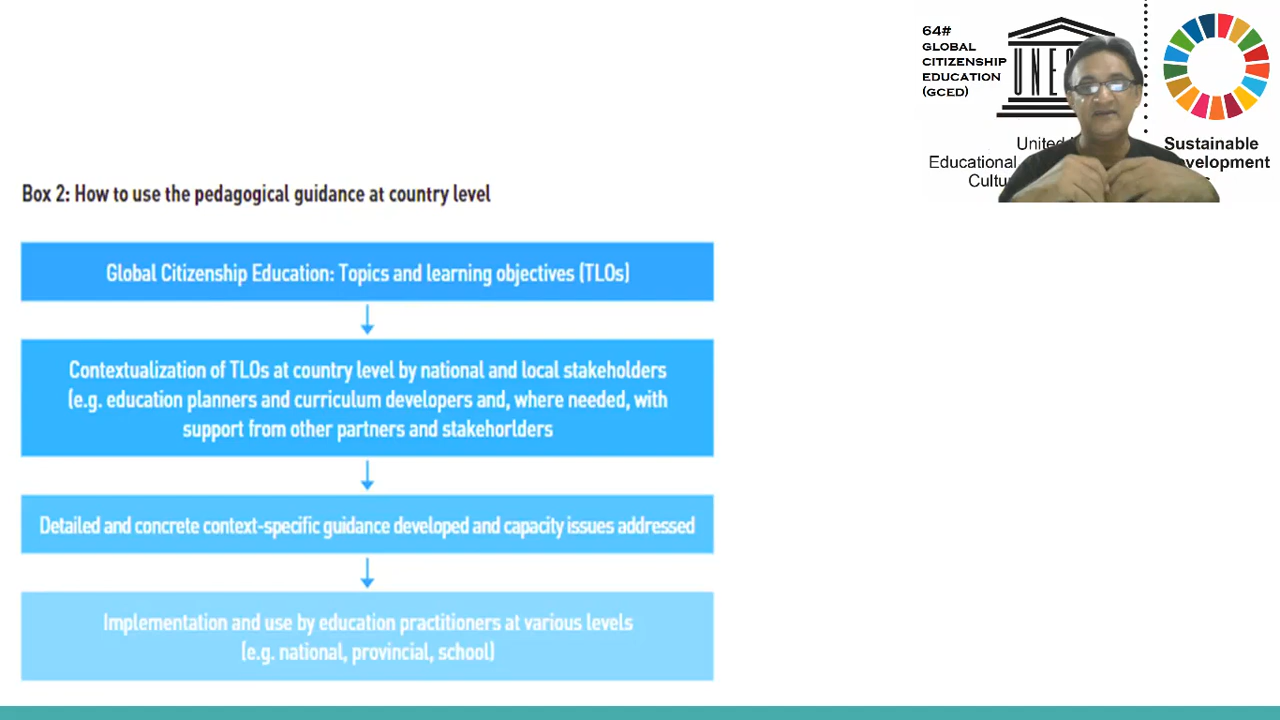 64#
GLOBAL
CITIZENSHIP
EDUCATION
(GCED)
United
Educational
Sustainable
Box 2: How to use the pedagogical guidance at country level
Global Citizenship Education: Topics and learning objectives (TLOs)
Contextualization of TLOs at country level by national and local stakeholders
(e.g. education planners and curriculum developers and, where needed, with
support from other partners and stakehorlders
Detailed and concrete context-specific guidance developed and capacity issues addressed
Implementation and use by education practitioners at various levels
(e.g. national, provincial, school)